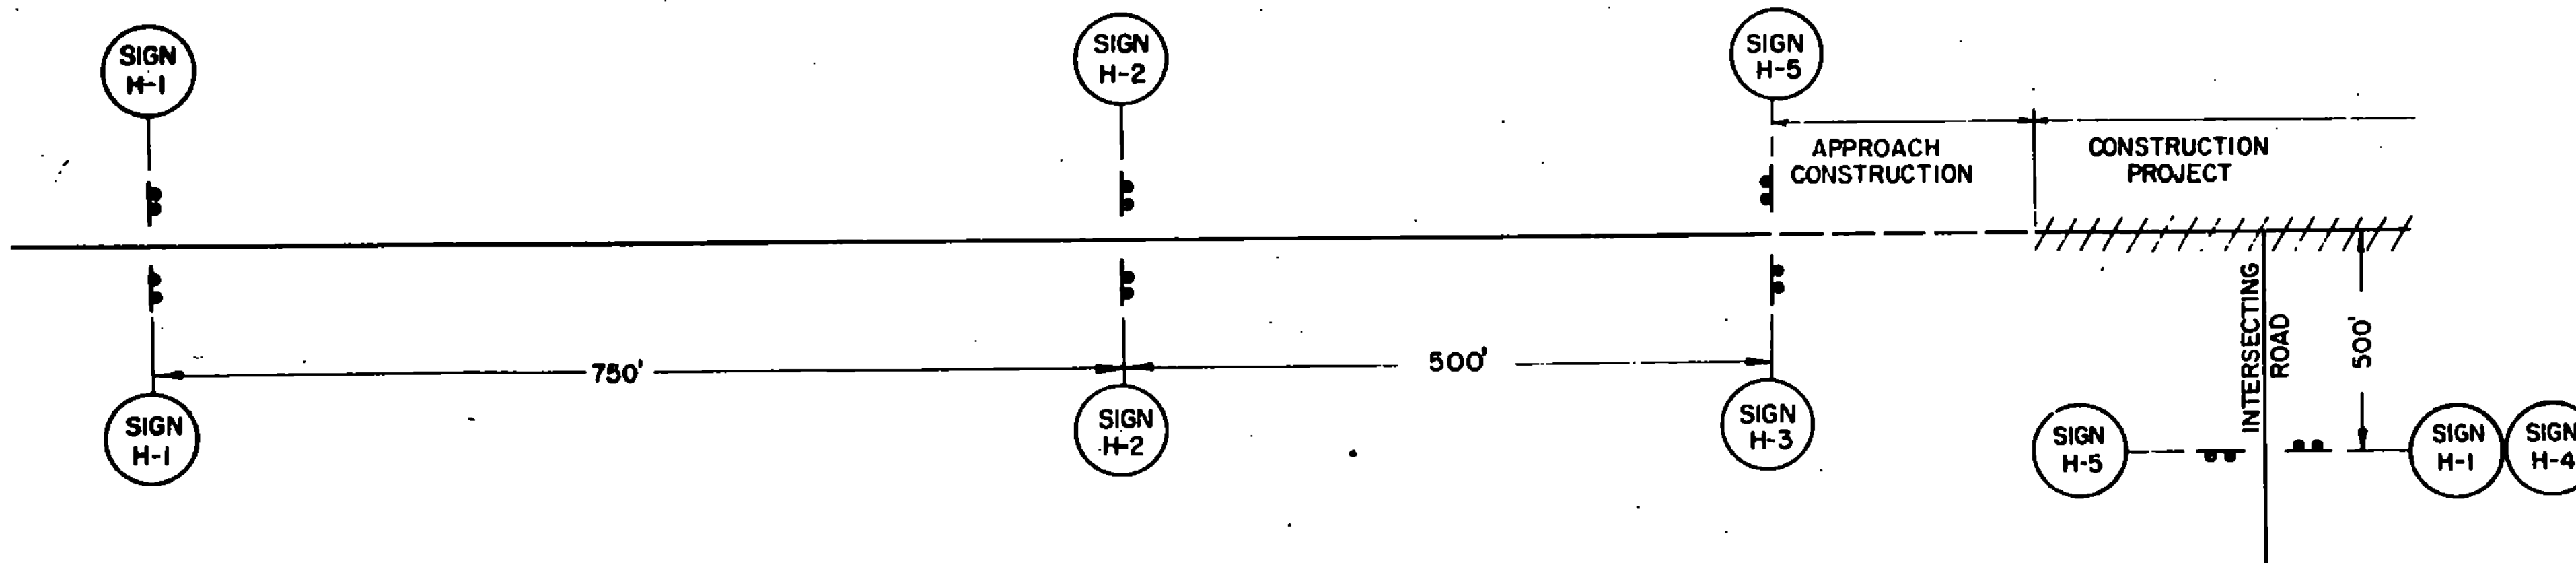 SIGN
H-1
SIGN
H-2
SIGN
H-5
APPROACH
CONSTRUCTION
CONSTRUCTION
PROJECT
750'
500'
SIGN
H-1
SIGN
H-2
SIGN
H-3
INTERSECTING
ROAD
500'
SIGN
H-5
SIGN
H-1
SIGN
H-4